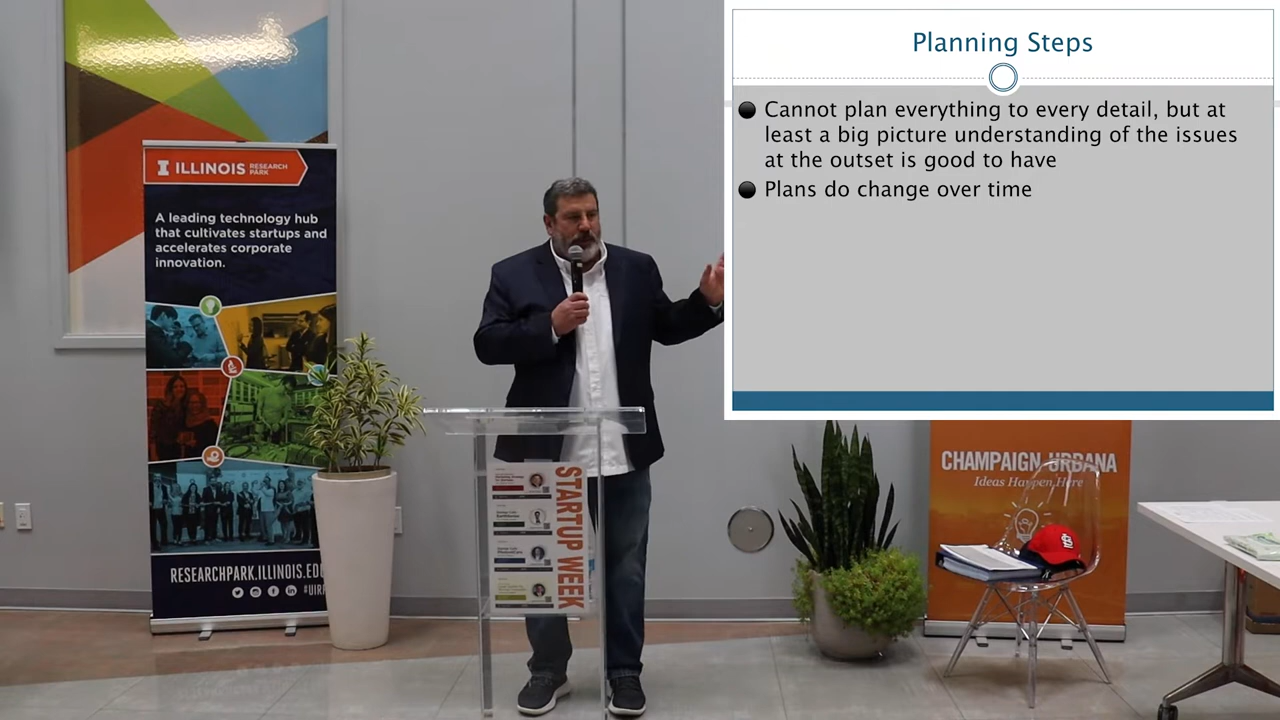 Planning Steps
Cannot plan everything to every detail, but at
least a big picture understanding of the issues
at the outset is good to have
Plans do change over time
ILLINOIS RESEARCH PARK
A leading technology hub
that cultivates startups and
accelerates corporate
innovation.
RESEARCHPARK.ILLINOIS.EDU
STARTUP WEEK
CHAMPAIGN-URBANA
Ideas Happen Here